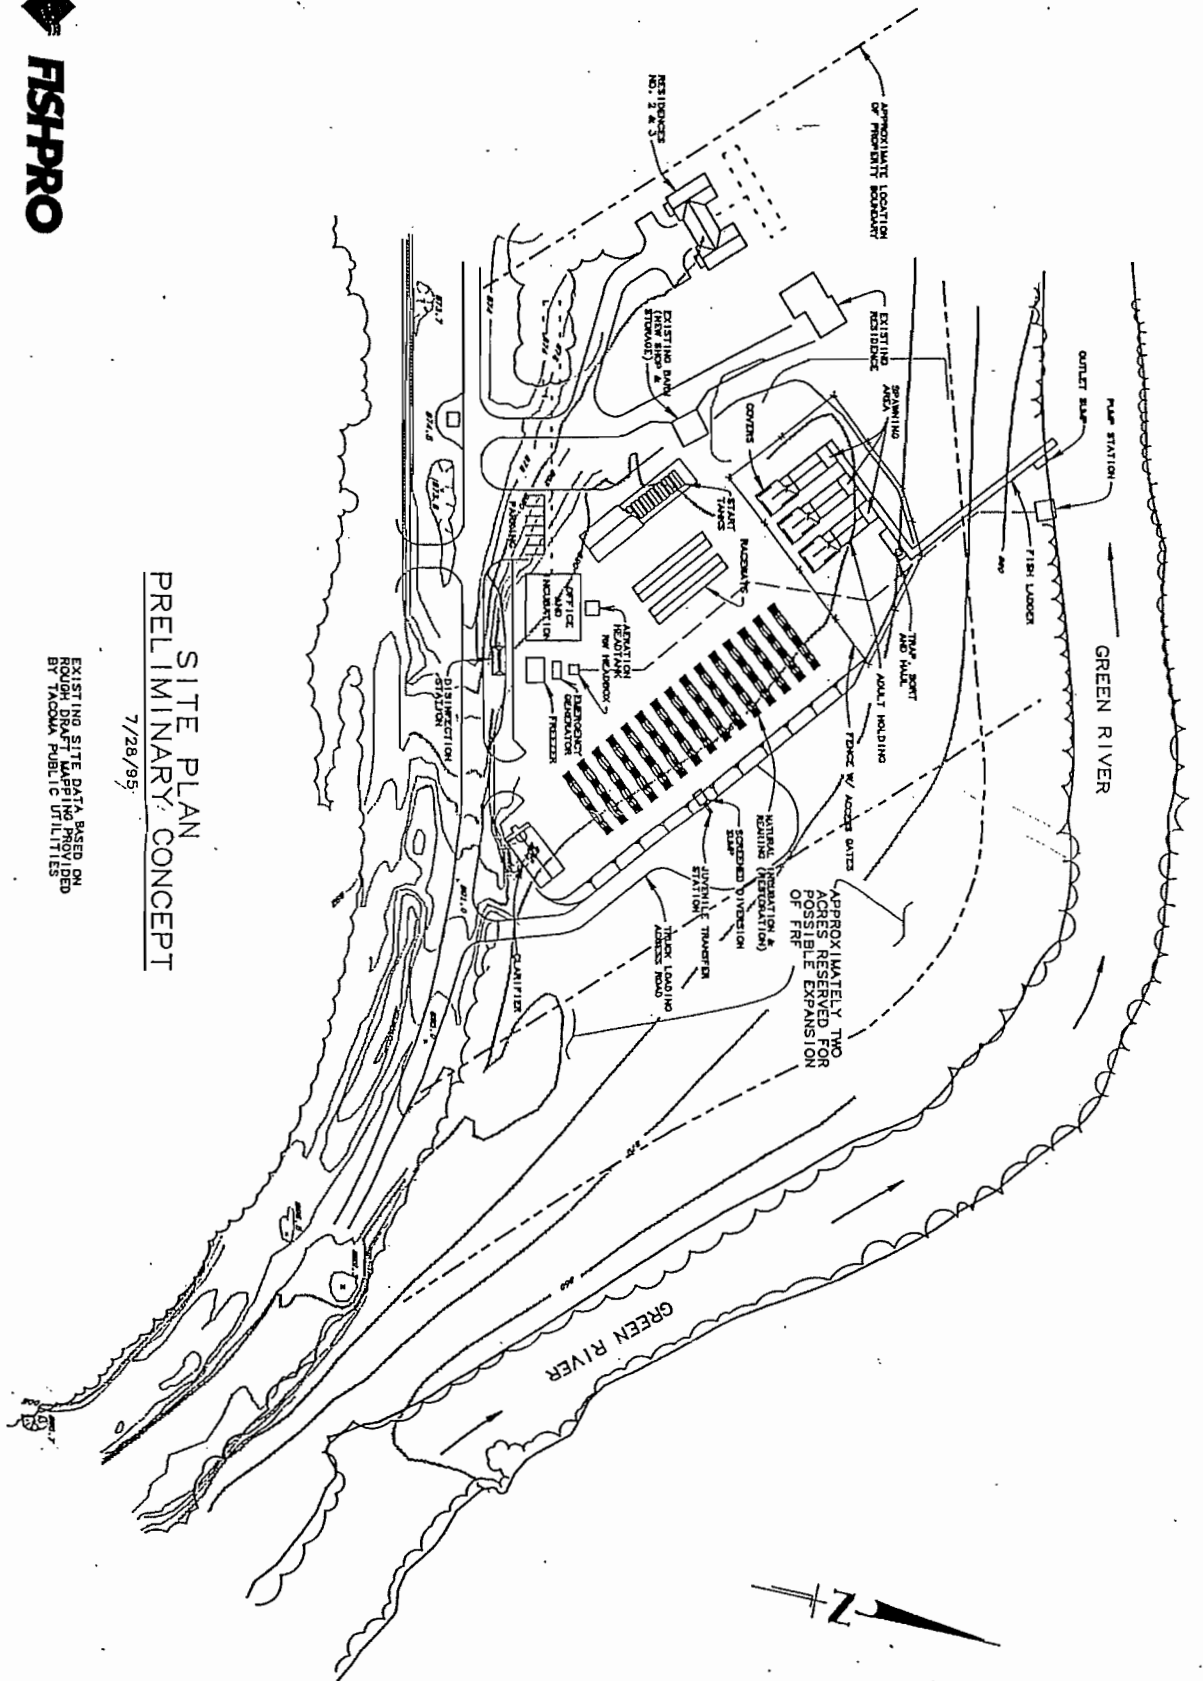 APPROXIMATE LOCATION
OF PROPERTY BOUNDARY
RESIDENCES
NO. 2 & 3
EXISTING
RESIDENCE
EXISTING BARN
(NEW SHOP &
STORAGE)
SPAWNING
AREA
COVERS
OUTLET SUMP
PUMP STATION
FISH LADDER
GREEN RIVER
TRAP, SORT
AND HAUL
ADULT HOLDING
FENCE W/ ACCESS GATES
START
TANKS
RACEWAYS
PARKING
OFFICE
AND
INCUBATION
AERATION
HEADTANK
RW HEADBOX
EMERGENCY
GENERATOR
FREEZER
DISINFECTION
STATION
NATURAL INCUBATION &
REARING (RESTORATION)
SCREENED DIVERSION
SUMP
JUVENILE TRANSFER
STATION
TRUCK LOADING
ACCESS ROAD
CLARIFIER
APPROXIMATELY TWO
ACRES RESERVED FOR
POSSIBLE EXPANSION
OF FRF
GREEN RIVER
N
SITE PLAN
PRELIMINARY CONCEPT
7/28/95
EXISTING SITE DATA BASED ON
ROUGH DRAFT MAPPING PROVIDED
BY TACOMA PUBLIC UTILITIES
FISHPRO